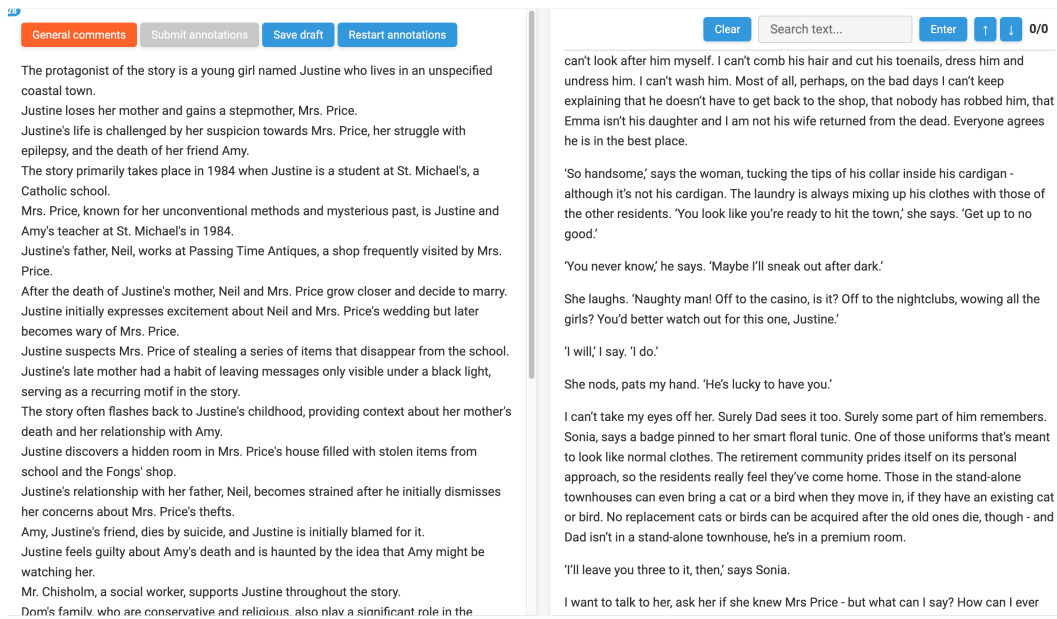 28
General comments
Submit annotations
Save draft
Restart annotations
The protagonist of the story is a young girl named Justine who lives in an unspecified
coastal town.
Justine loses her mother and gains a stepmother, Mrs. Price.
Justine's life is challenged by her suspicion towards Mrs. Price, her struggle with
epilepsy, and the death of her friend Amy.
The story primarily takes place in 1984 when Justine is a student at St. Michael's, a
Catholic school.
Mrs. Price, known for her unconventional methods and mysterious past, is Justine and
Amy's teacher at St. Michael's in 1984.
Justine's father, Neil, works at Passing Time Antiques, a shop frequently visited by Mrs.
Price.
After the death of Justine's mother, Neil and Mrs. Price grow closer and decide to marry.
Justine initially expresses excitement about Neil and Mrs. Price's wedding but later
becomes wary of Mrs. Price.
Justine suspects Mrs. Price of stealing a series of items that disappear from the school.
Justine's late mother had a habit of leaving messages only visible under a black light,
serving as a recurring motif in the story.
The story often flashes back to Justine's childhood, providing context about her mother's
death and her relationship with Amy.
Justine discovers a hidden room in Mrs. Price's house filled with stolen items from
school and the Fongs' shop.
Justine's relationship with her father, Neil, becomes strained after he initially dismisses
her concerns about Mrs. Price's thefts.
Amy, Justine's friend, dies by suicide, and Justine is initially blamed for it.
Justine feels guilty about Amy's death and is haunted by the idea that Amy might be
watching her.
Mr. Chisholm, a social worker, supports Justine throughout the story.
Dom's family, who are conservative and religious, also play a significant role in the
Clear
Search text...
Enter
↑
↓
0/0
can't look after him myself. I can't comb his hair and cut his toenails, dress him and
undress him. I can't wash him. Most of all, perhaps, on the bad days I can't keep
explaining that he doesn't have to get back to the shop, that nobody has robbed him, that
Emma isn't his daughter and I am not his wife returned from the dead. Everyone agrees
he is in the best place.
‘So handsome,’ says the woman, tucking the tips of his collar inside his cardigan -
although it's not his cardigan. The laundry is always mixing up his clothes with those of
the other residents. ‘You look like you're ready to hit the town,’ she says. ‘Get up to no
good.’
‘You never know,’ he says. ‘Maybe I'll sneak out after dark.’
She laughs. ‘Naughty man! Off to the casino, is it? Off to the nightclubs, wowing all the
girls? You'd better watch out for this one, Justine.’
‘I will,’ I say. ‘I do.’
She nods, pats my hand. ‘He's lucky to have you.’
I can't take my eyes off her. Surely Dad sees it too. Surely some part of him remembers.
Sonia, says a badge pinned to her smart floral tunic. One of those uniforms that's meant
to look like normal clothes. The retirement community prides itself on its personal
approach, so the residents really feel they've come home. Those in the stand-alone
townhouses can even bring a cat or a bird when they move in, if they have an existing cat
or bird. No replacement cats or birds can be acquired after the old ones die, though - and
Dad isn't in a stand-alone townhouse, he's in a premium room.
‘I'll leave you three to it, then,’ says Sonia.
I want to talk to her, ask her if she knew Mrs Price - but what can I say? How can I ever